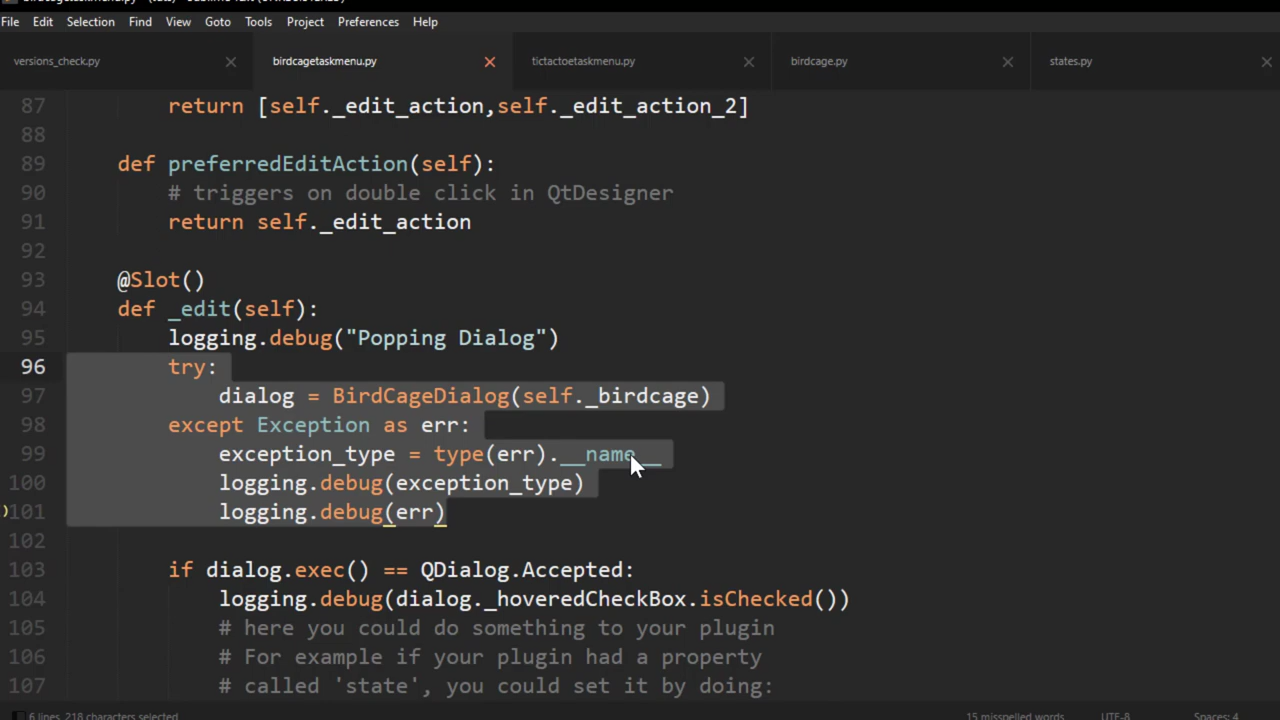 File Edit Selection Find View Goto Tools Project Preferences Help
versions_check.py birdcagetaskmenu.py tictactoetaskmenu.py birdcage.py states.py
87 return [self._edit_action,self._edit_action_2]
88
89 def preferredEditAction(self):
90 # triggers on double click in QtDesigner
91 return self._edit_action
92
93 @Slot()
94 def _edit(self):
95 logging.debug("Popping Dialog")
96 try:
97 dialog = BirdCageDialog(self._birdcage)
98 except Exception as err:
99 exception_type = type(err).__name__
100 logging.debug(exception_type)
101 logging.debug(err)
102
103 if dialog.exec() == QDialog.Accepted:
104 logging.debug(dialog._hoveredCheckBox.isChecked())
105 # here you could do something to your plugin
106 # For example if your plugin had a property
107 # called 'state', you could set it by doing:
6 lines, 218 characters selected 15 misspelled words UTF-8 Spaces: 4